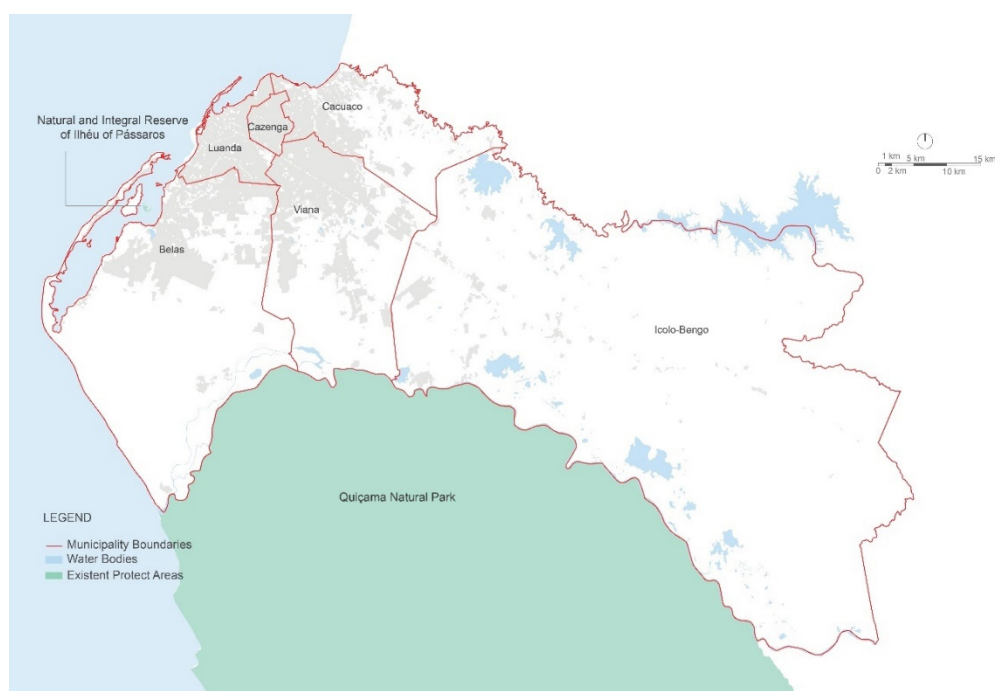 Natural and Integral Reserve
of Ilhéu of Pássaros
Cacuaco
Cazenga
Luanda
Viana
Belas
Icolo-Bengo
1 km
5 km
15 km
0
2 km
10 km
Quiçama Natural Park
LEGEND
Municipality Boundaries
Water Bodies
Existent Protect Areas